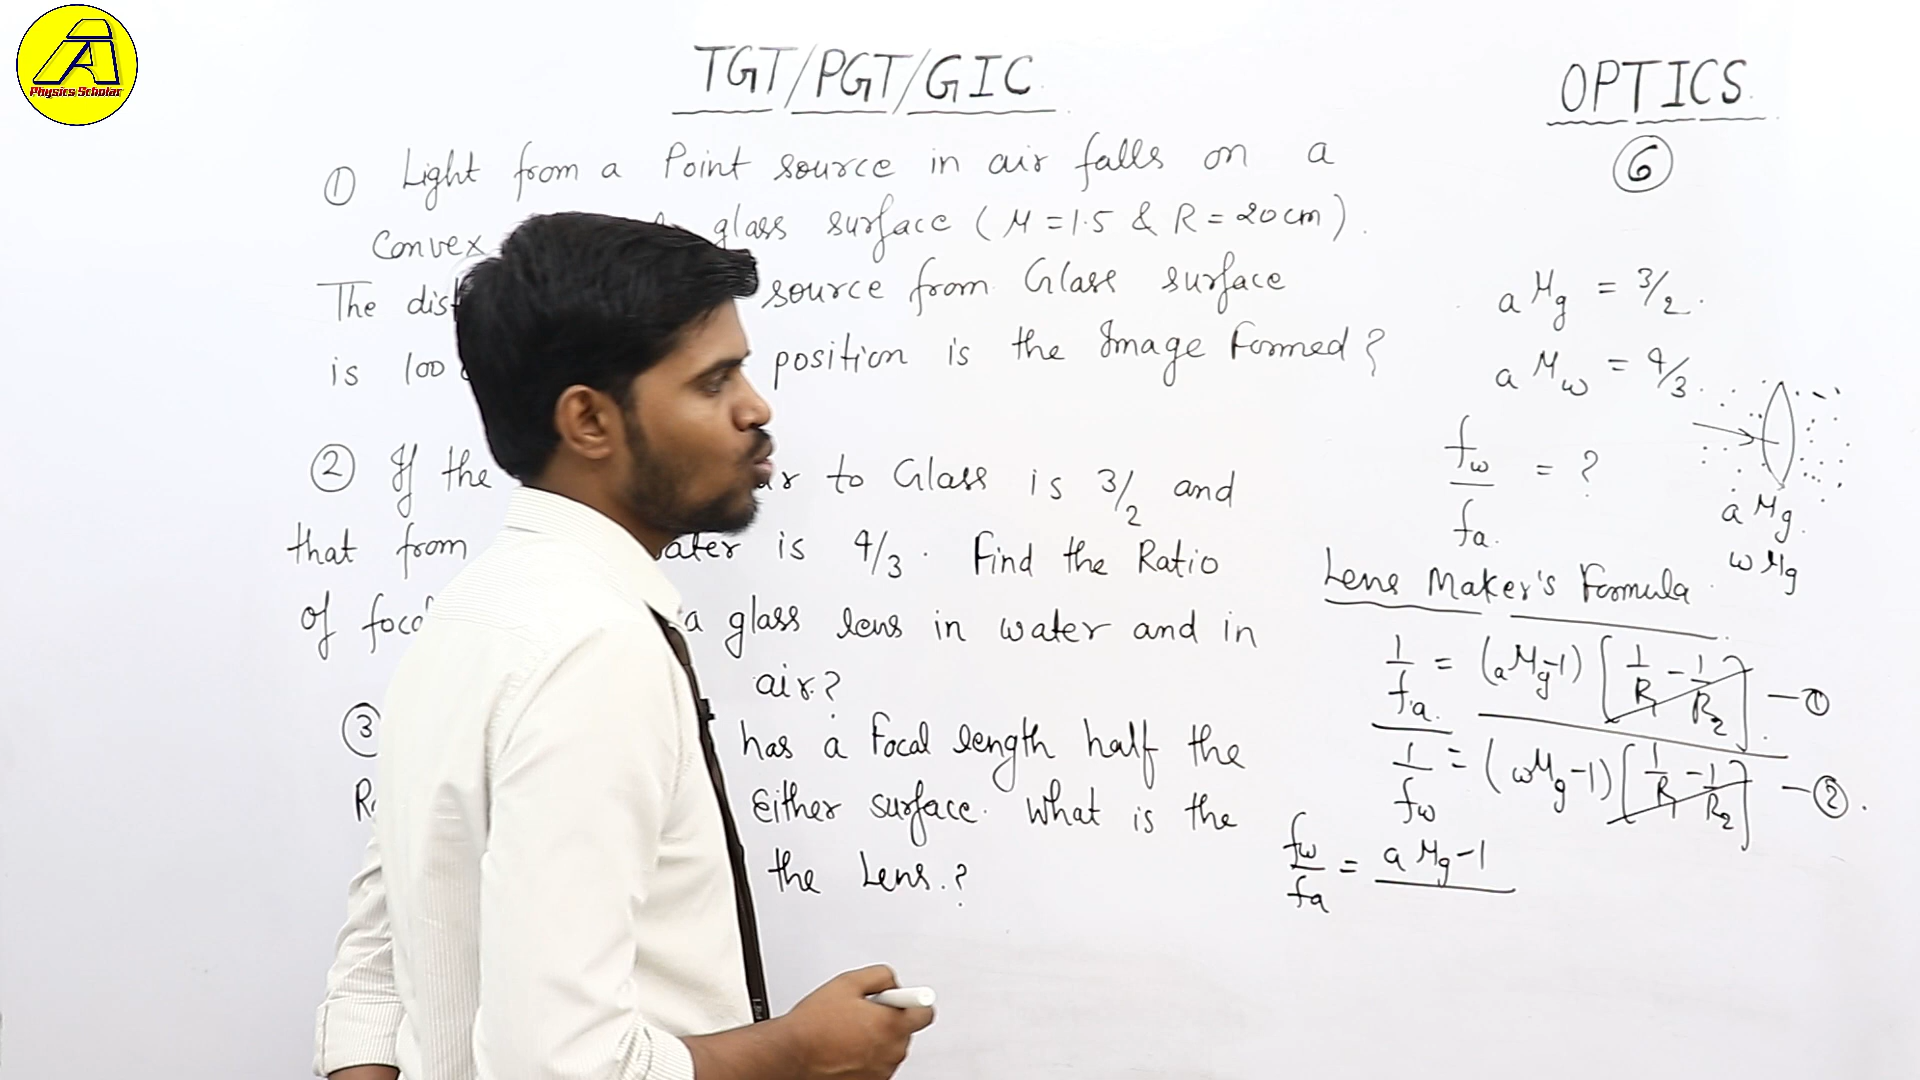 A
Physics Scholar
TGT/PGT/GIC
OPTICS
⑥
① Light from a Point source in air falls on a
Convex glass surface (μ = 1.5 & R = 20 cm).
The source from Glass surface
is 100 position is the Image Formed?
② If the to Glass is 3/2 and
that from is 4/3. Find the Ratio
of a glass lens in water and in
air?
③ has a Focal length half the
Either surface. What is the
the Lens.?
aμg = 3/2.
aμw = 4/3.
fw/fa = ?
aμg.
wμg
Lens Maker's Formula
1/fa. = (aμg-1) [1/R1 - 1/R2] — ①
1/fw = (wμg-1) [1/R1 - 1/R2] — ②.
fw/fa = aμg-1